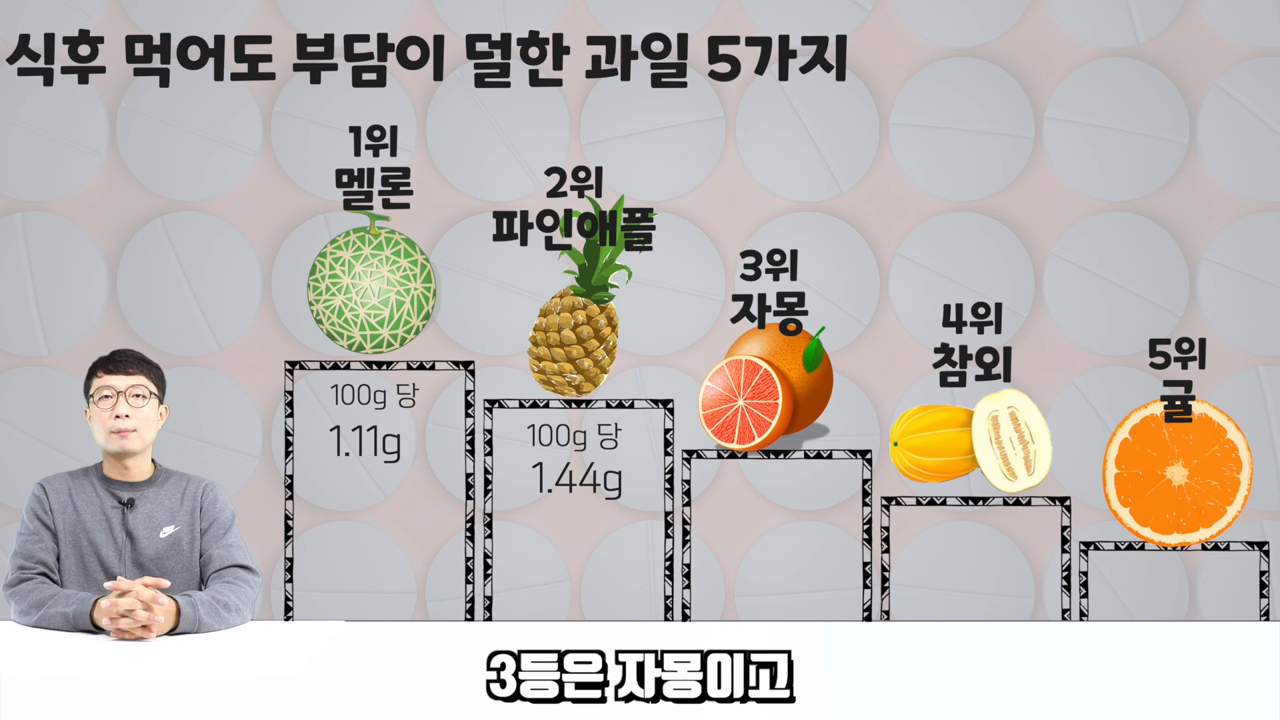 식후 먹어도 부담이 덜한 과일 5가지
1위
멜론
2위
파인애플
3위
자몽
4위
참외
5위
귤
100g 당
1.11g
100g 당
1.44g
3등은 자몽이고